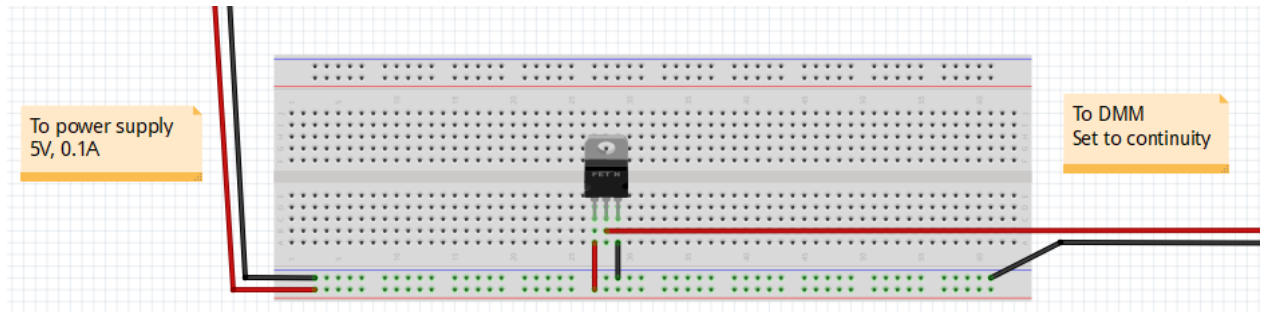 To power supply
5V, 0.1A
To DMM
Set to continuity
FET N